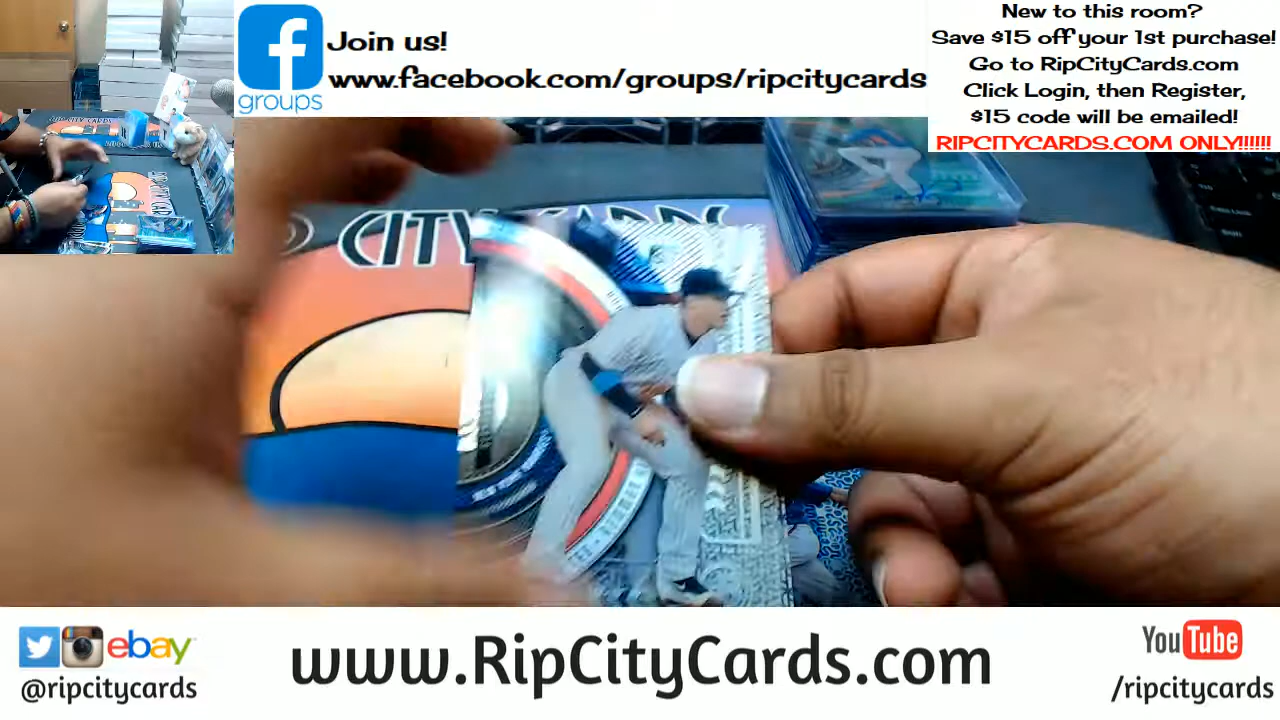 Join us!
www.facebook.com/groups/ripcitycards
groups
New to this room?
Save $15 off your 1st purchase!
Go to RipCityCards.com
Click Login, then Register,
$15 code will be emailed!
RIPCITYCARDS.COM ONLY!!!!!!
CITY CARDS
ebay
@ripcitycards
www.RipCityCards.com
YouTube
/ripcitycards